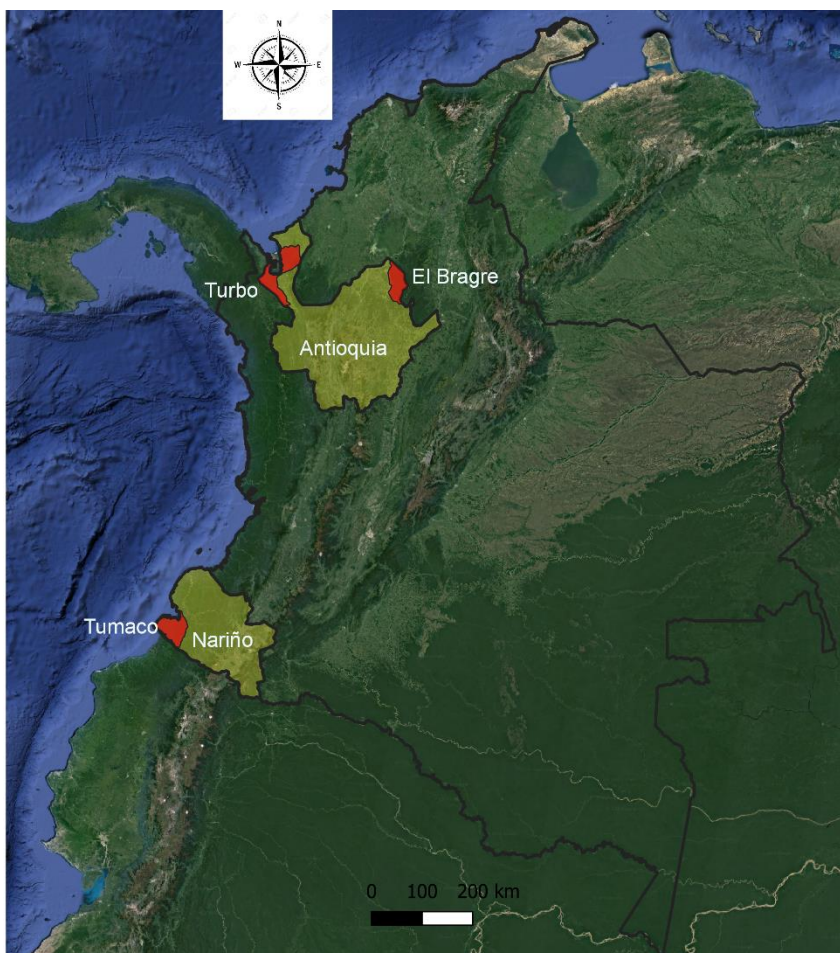 N
W E
S
Turbo
El Bragre
Antioquia
Tumaco
Nariño
0 100 200 km